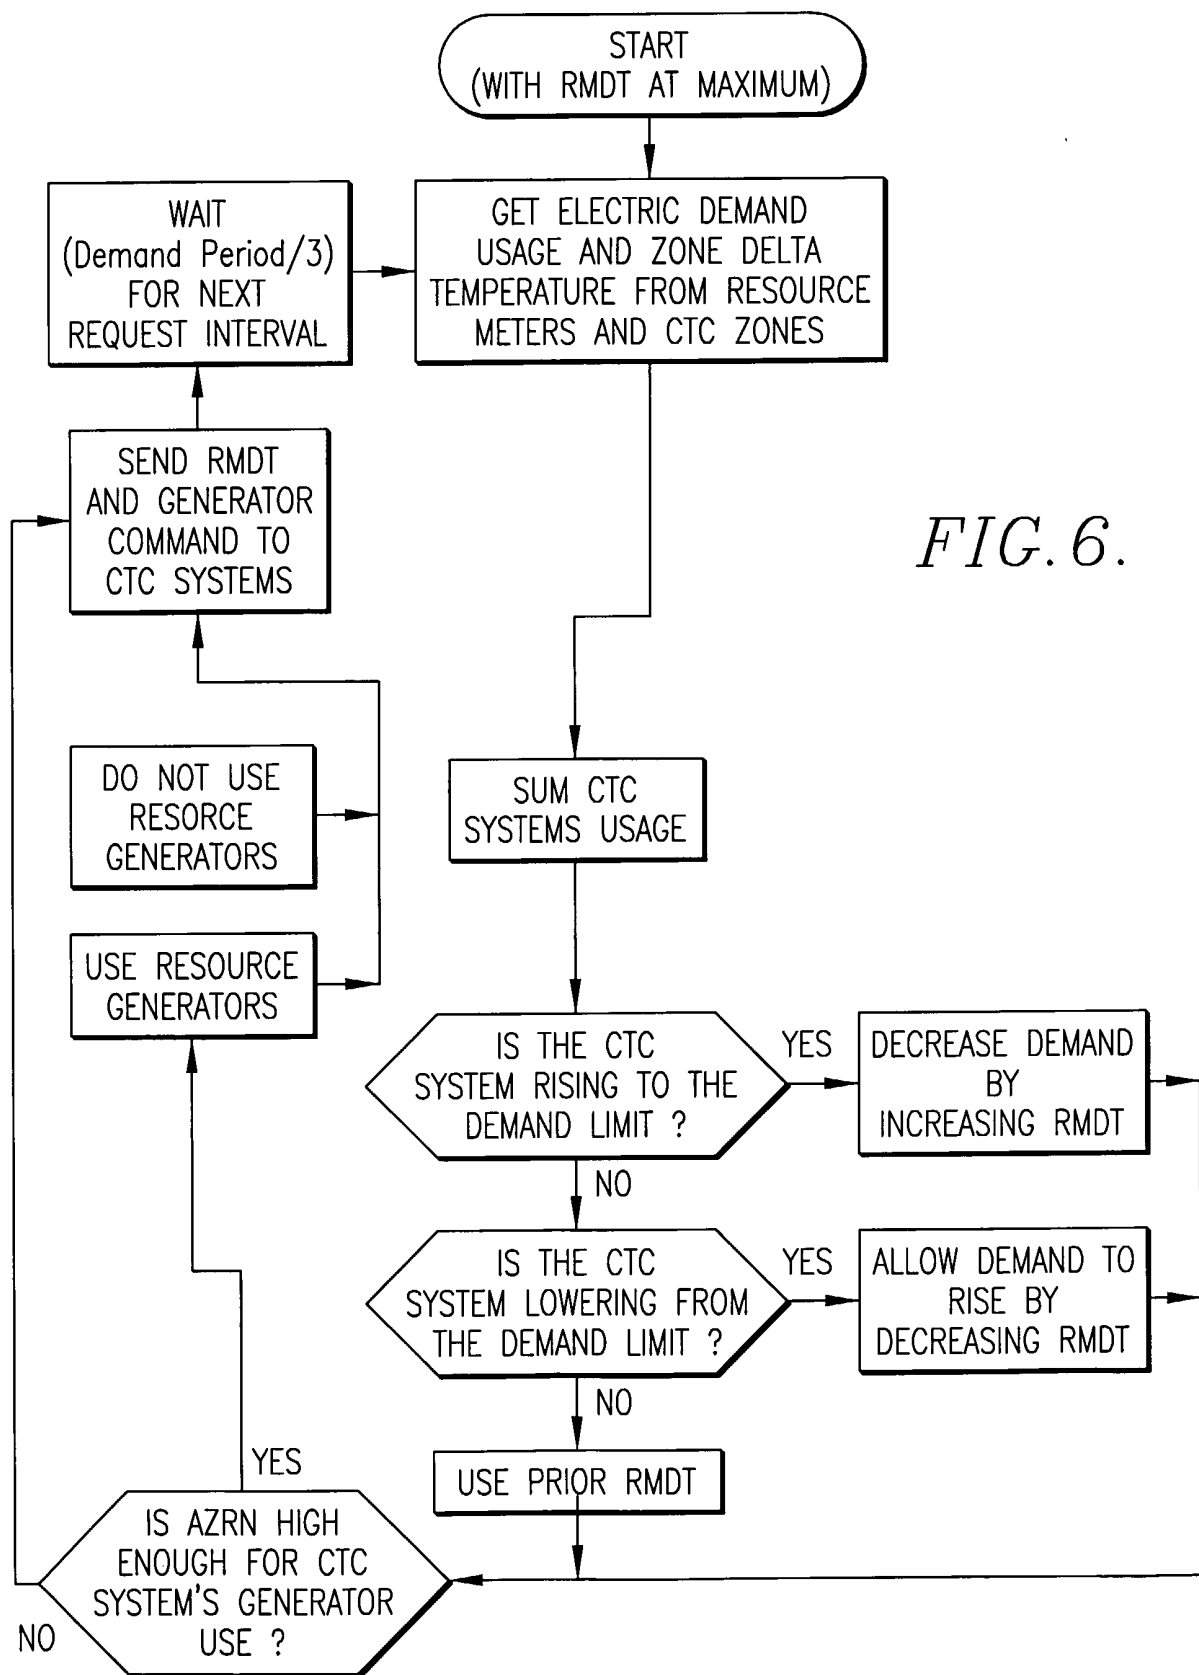 START
(WITH RMDT AT MAXIMUM)
WAIT
(Demand Period/3)
FOR NEXT
REQUEST INTERVAL
GET ELECTRIC DEMAND
USAGE AND ZONE DELTA
TEMPERATURE FROM RESOURCE
METERS AND CTC ZONES
SEND RMDT
AND GENERATOR
COMMAND TO
CTC SYSTEMS
FIG. 6.
DO NOT USE
RESORCE
GENERATORS
SUM CTC
SYSTEMS USAGE
USE RESOURCE
GENERATORS
IS THE CTC
SYSTEM RISING TO THE
DEMAND LIMIT ?
YES
DECREASE DEMAND
BY
INCREASING RMDT
NO
IS THE CTC
SYSTEM LOWERING FROM
THE DEMAND LIMIT ?
YES
ALLOW DEMAND TO
RISE BY
DECREASING RMDT
NO
USE PRIOR RMDT
YES
IS AZRN HIGH
ENOUGH FOR CTC
SYSTEM'S GENERATOR
USE ?
NO